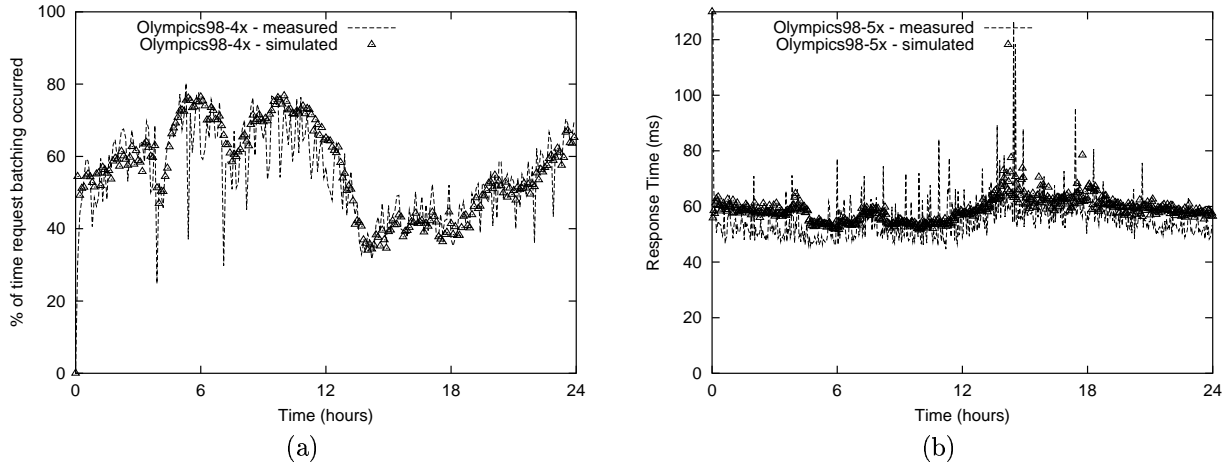 100
80
60
40
20
0
0 6 12 18 24
% of time request batching occurred
Time (hours)
Olympics98-4x - measured
Olympics98-4x - simulated
(a)
130
120
100
80
60
40
20
0
0 6 12 18 24
Response Time (ms)
Time (hours)
Olympics98-5x - measured
Olympics98-5x - simulated
(b)